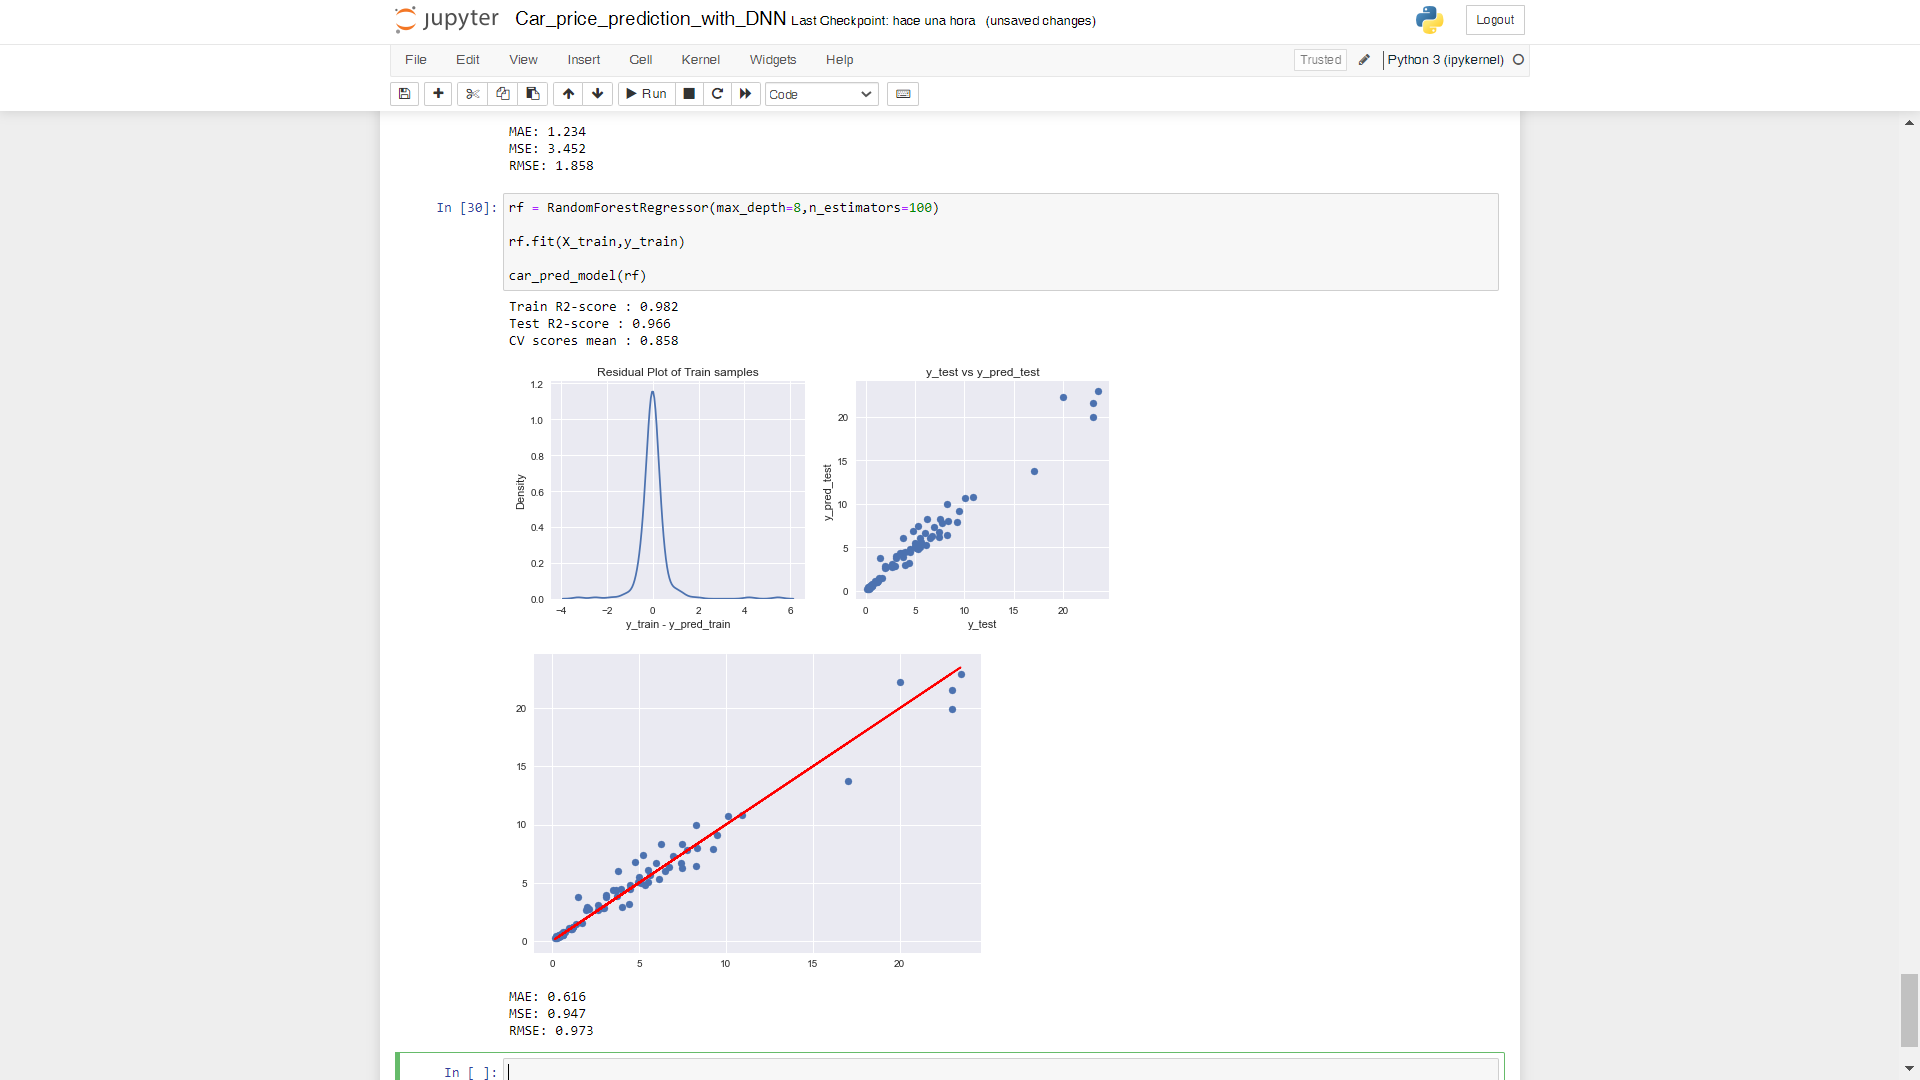 jupyter Car_price_prediction_with_DNN Last Checkpoint: hace una hora (unsaved changes)
Logout
File Edit View Insert Cell Kernel Widgets Help
Trusted Python 3 (ipykernel)
Run Code
MAE: 1.234
MSE: 3.452
RMSE: 1.858
In [30]: rf = RandomForestRegressor(max_depth=8,n_estimators=100)
rf.fit(X_train,y_train)
car_pred_model(rf)
Train R2-score : 0.982
Test R2-score : 0.966
CV scores mean : 0.858
Residual Plot of Train samples
1.2
1.0
0.8
0.6
0.4
0.2
0.0
Density
−4 −2 0 2 4 6
y_train - y_pred_train
y_test vs y_pred_test
20
15
10
5
0
y_pred_test
0 5 10 15 20
y_test
20
15
10
5
0
0 5 10 15 20
MAE: 0.616
MSE: 0.947
RMSE: 0.973
In [ ]: